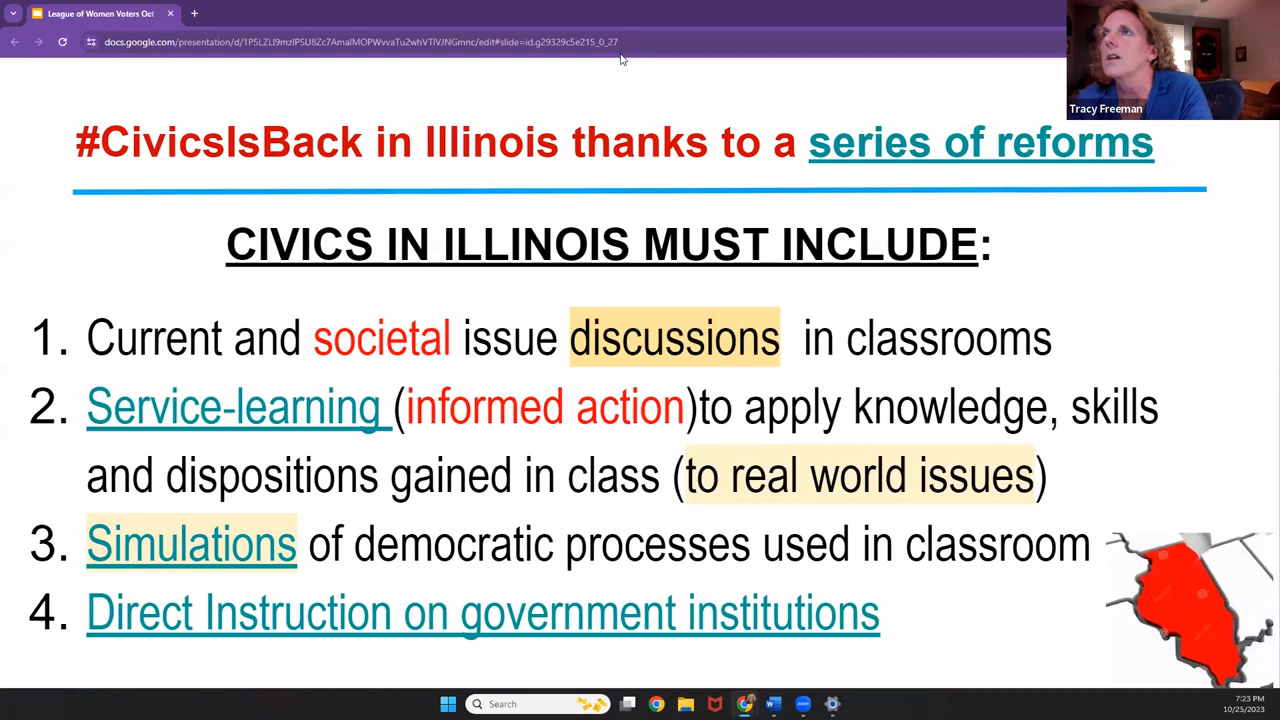 League of Women Voters Oct
docs.google.com/presentation/d/1P5LZLI9mzIPSU8Zc7AmalMOPWvvaTu2whVTlVJNGmnc/edit#slide=id.g29329c5e215_0_27
Tracy Freeman
#CivicsIsBack in Illinois thanks to a series of reforms
CIVICS IN ILLINOIS MUST INCLUDE:
1. Current and societal issue discussions in classrooms
2. Service-learning (informed action)to apply knowledge, skills
and dispositions gained in class (to real world issues)
3. Simulations of democratic processes used in classroom
4. Direct Instruction on government institutions
Search
7:23 PM
10/25/2023